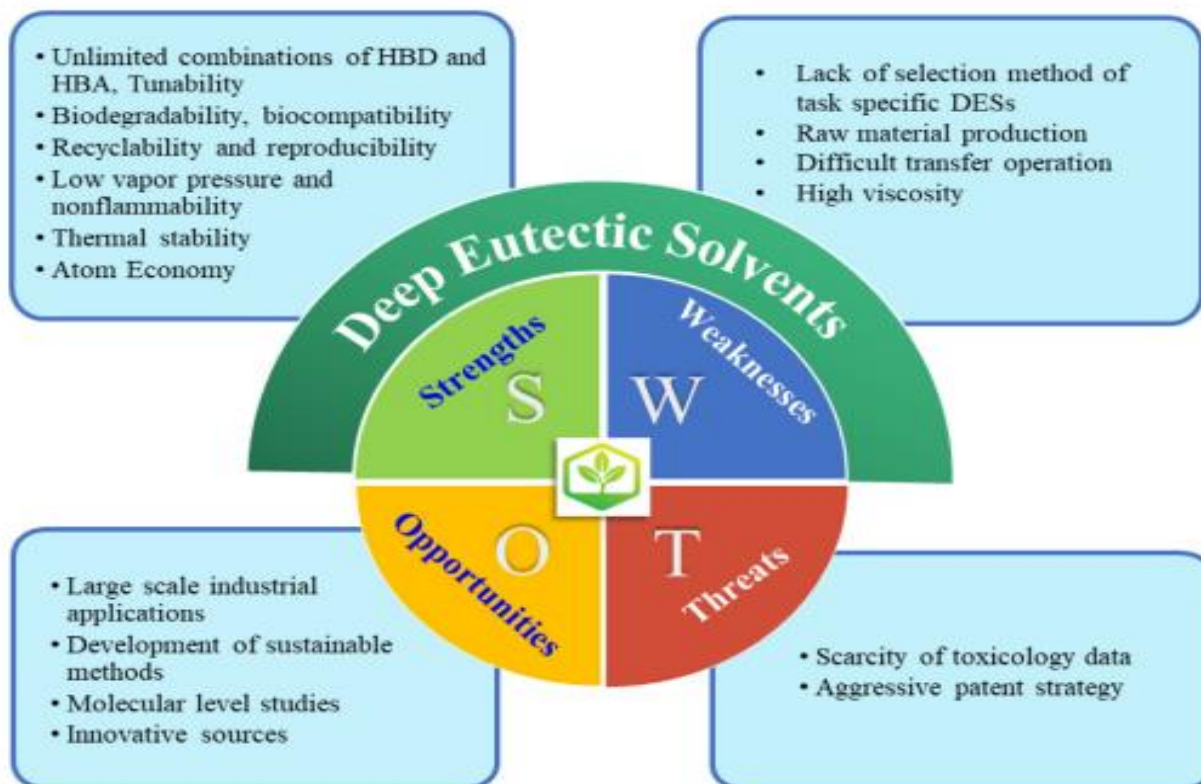 • Unlimited combinations of HBD and
HBA, Tunability
• Biodegradability, biocompatibility
• Recyclability and reproducibility
• Low vapor pressure and
nonflammability
• Thermal stability
• Atom Economy
• Lack of selection method of
task specific DESs
• Raw material production
• Difficult transfer operation
• High viscosity
Deep Eutectic Solvents
Strengths
S
Weaknesses
W
Opportunities
O
Threats
T
• Large scale industrial
applications
• Development of sustainable
methods
• Molecular level studies
• Innovative sources
• Scarcity of toxicology data
• Aggressive patent strategy